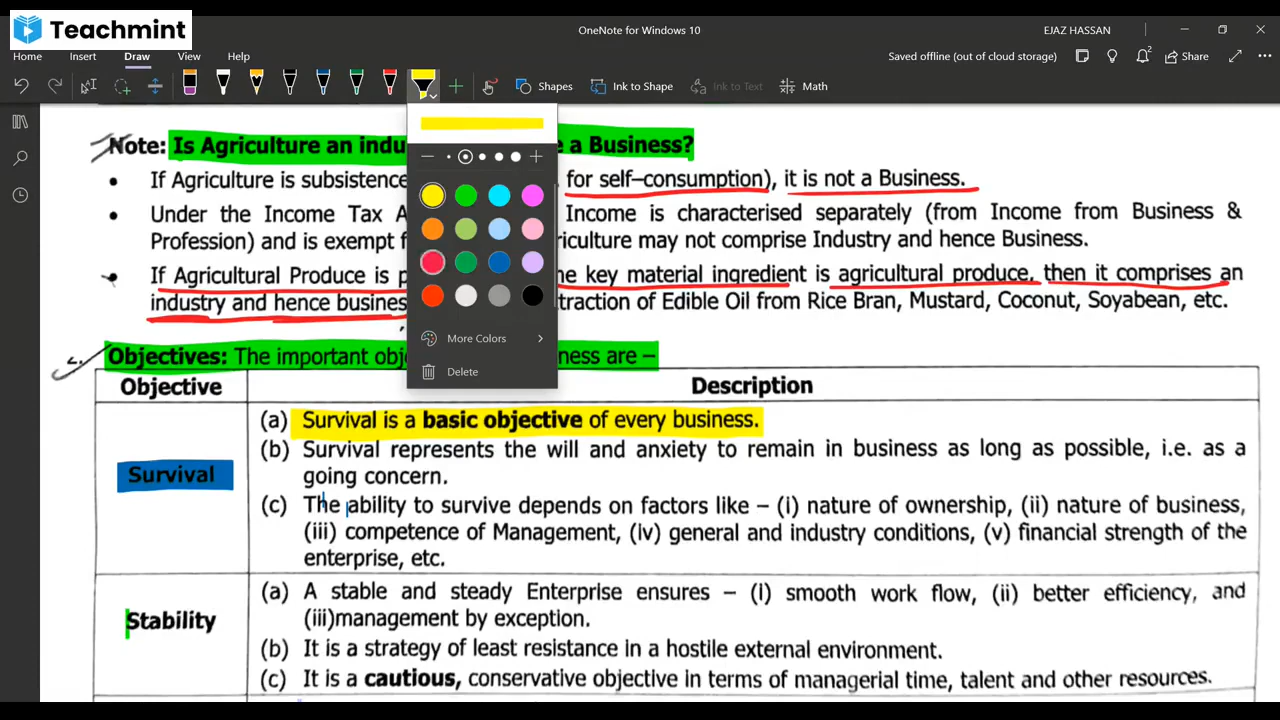 Teachmint
OneNote for Windows 10
EJAZ HASSAN
Home Insert Draw View Help
Saved offline (out of cloud storage)
Share
Shapes
Ink to Shape
Ink to Text
Math
Note: Is Agriculture an indu
e a Business?
If Agriculture is subsistence
for self-consumption), it is not a Business.
Under the Income Tax A
Income is characterised separately (from Income from Business &
Profession) and is exempt f
riculture may not comprise Industry and hence Business.
If Agricultural Produce is p
he key material ingredient is agricultural produce, then it comprises an
industry and hence busines
traction of Edible Oil from Rice Bran, Mustard, Coconut, Soyabean, etc.
More Colors
Delete
2.
Objectives: The important obj
ness are –
Objective Description
Survival
(a) Survival is a basic objective of every business.
(b) Survival represents the will and anxiety to remain in business as long as possible, i.e. as a
going concern.
(c) The ability to survive depends on factors like – (i) nature of ownership, (ii) nature of business,
(iii) competence of Management, (iv) general and industry conditions, (v) financial strength of the
enterprise, etc.
Stability
(a) A stable and steady Enterprise ensures – (i) smooth work flow, (ii) better efficiency, and
(iii)management by exception.
(b) It is a strategy of least resistance in a hostile external environment.
(c) It is a cautious, conservative objective in terms of managerial time, talent and other resources.